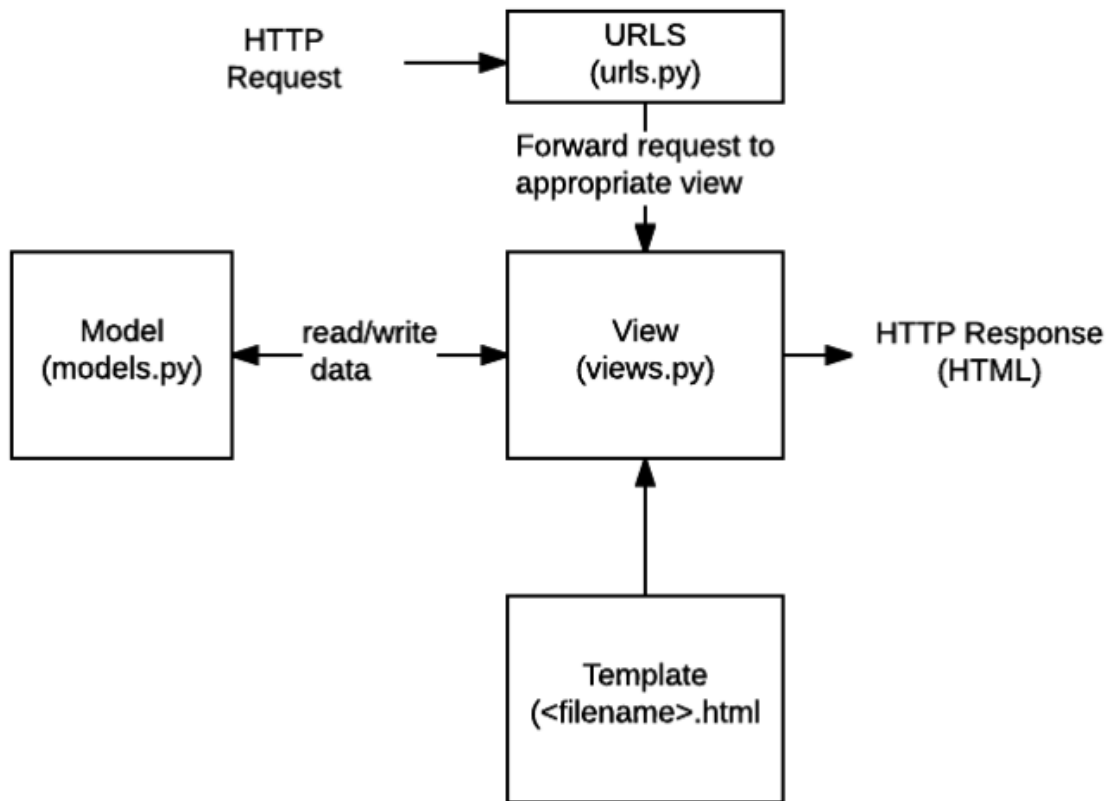 HTTP
Request
URLS
(urls.py)
Forward request to
appropriate view
Model
(models.py)
read/write
data
View
(views.py)
HTTP Response
(HTML)
Template
(<filename>.html